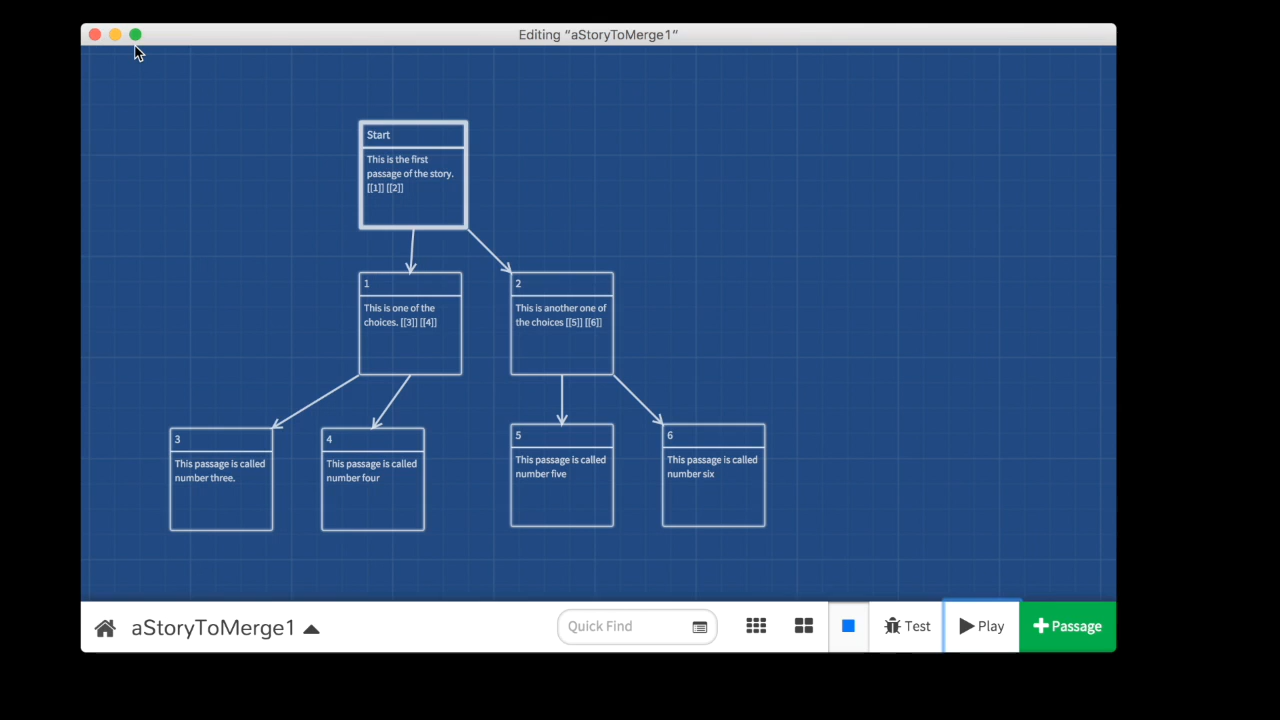 Editing “aStoryToMerge1”
Start
This is the first
passage of the story.
[[1]] [[2]]
1
This is one of the
choices. [[3]] [[4]]
2
This is another one of
the choices [[5]] [[6]]
3
This passage is called
number three.
4
This passage is called
number four
5
This passage is called
number five
6
This passage is called
number six
aStoryToMerge1
Quick Find
Test
Play
Passage